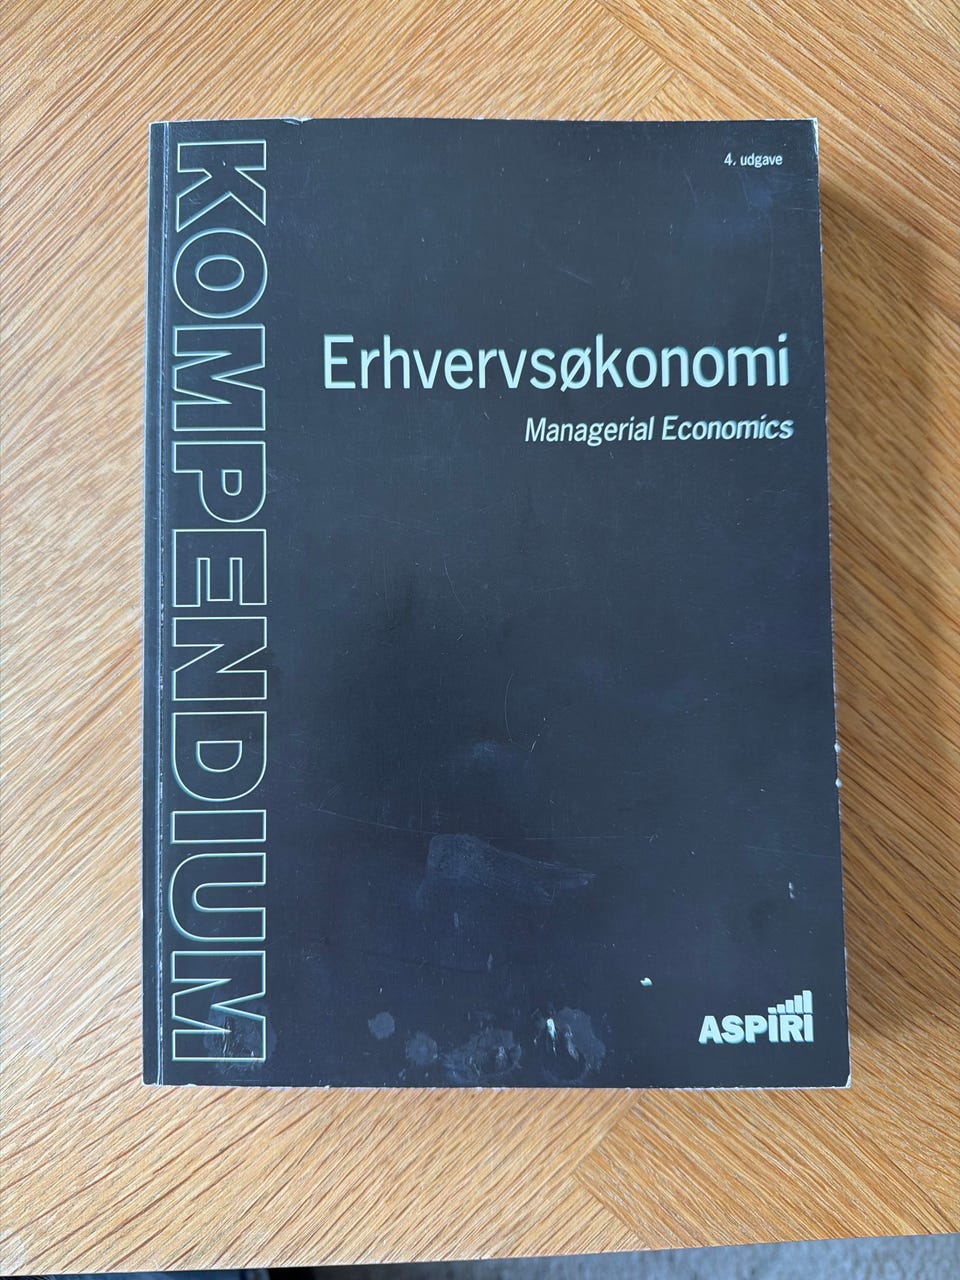 4. udgave
KOMPENDIUM
Erhvervsøkonomi
Managerial Economics
ASPiRi